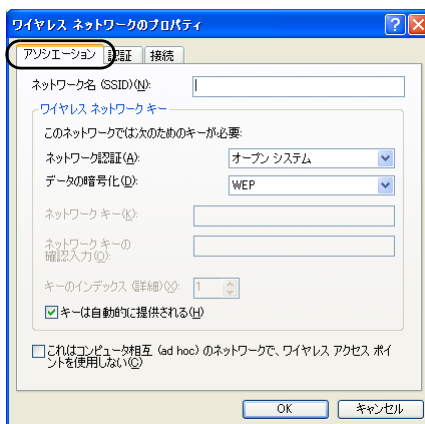 ワイヤレス ネットワークのプロパティ
アソシエーション 認証 接続
ネットワーク名 (SSID)(N):
ワイヤレス ネットワーク キー
このネットワークでは次のためのキーが必要:
ネットワーク認証(A): オープン システム
データの暗号化(D): WEP
ネットワーク キー(K):
ネットワーク キーの
確認入力(O):
キーのインデックス (詳細)(X): 1
キーは自動的に提供される(H)
これはコンピュータ相互 (ad hoc) のネットワークで、ワイヤレス アクセス ポイ
ントを使用しない(C)
OK キャンセル